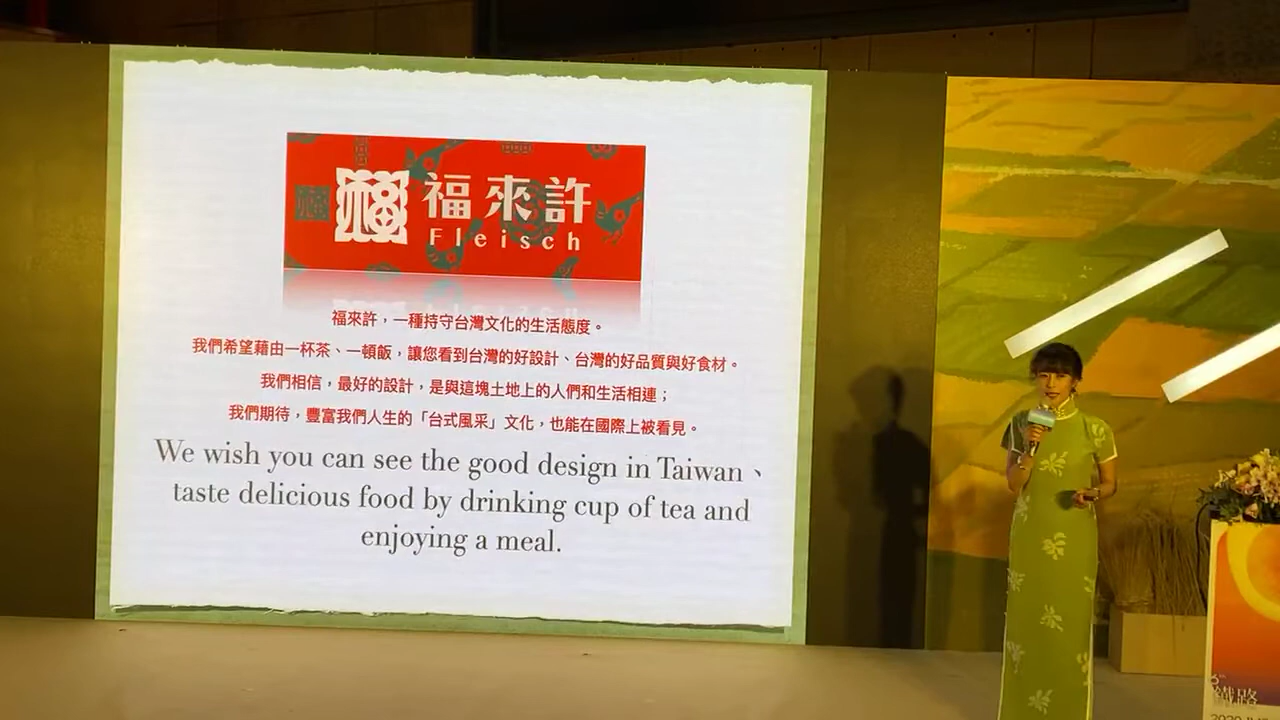 福 福來許
Fleisch
福來許，一種持守台灣文化的生活態度。
我們希望藉由一杯茶、一頓飯，讓您看到台灣的好設計、台灣的好品質與好食材。
我們相信，最好的設計，是與這塊土地上的人們和生活相連；
我們期待，豐富我們人生的「台式風采」文化，也能在國際上被看見。
We wish you can see the good design in Taiwan、
taste delicious food by drinking cup of tea and
enjoying a meal.
鐵路